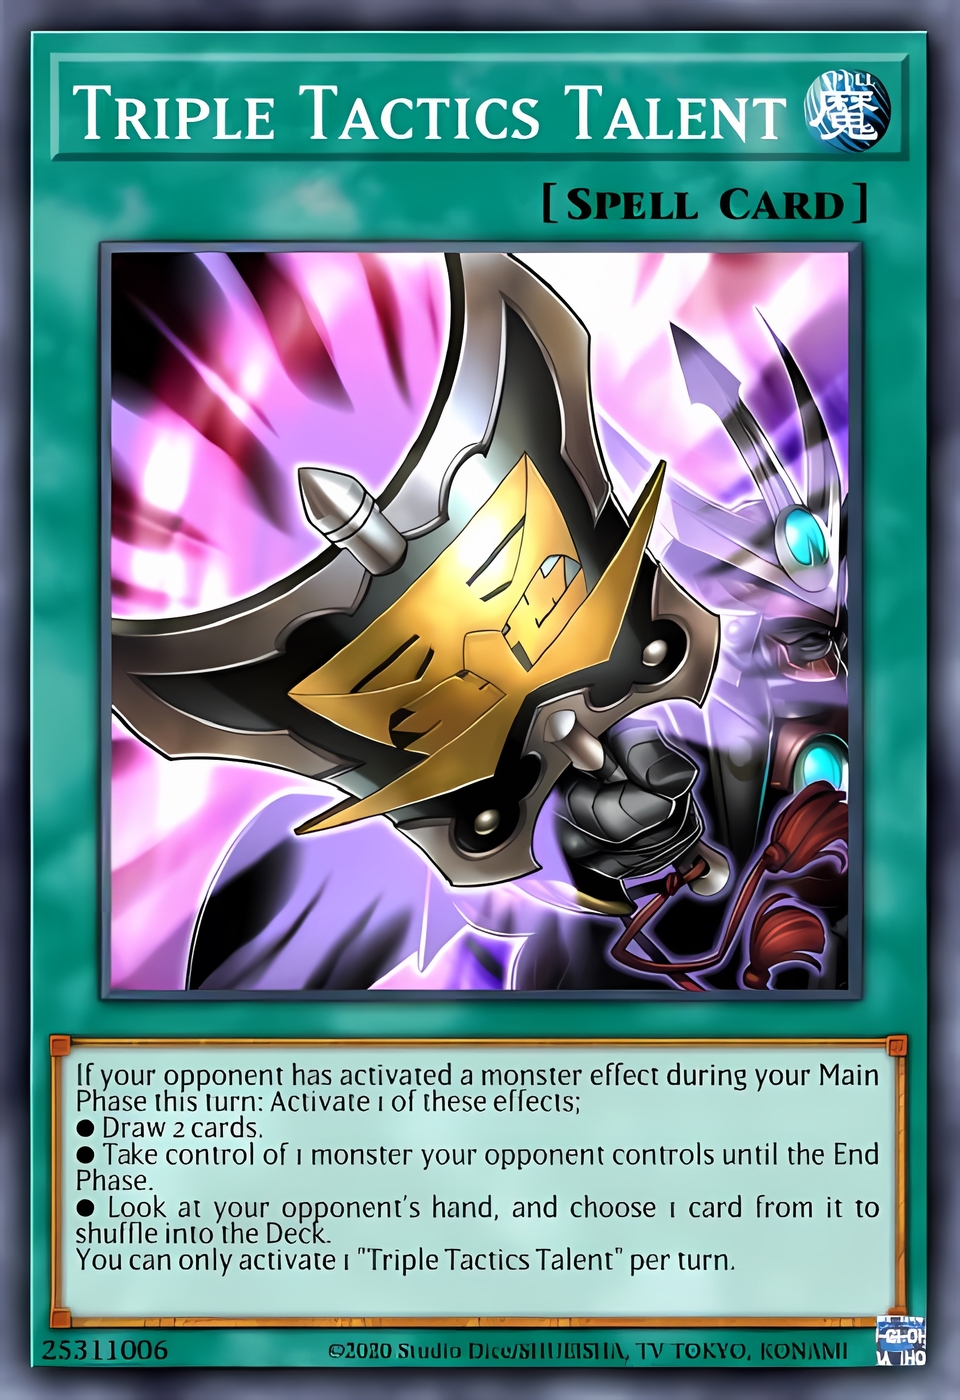 TRIPLE TACTICS TALENT 魔
[SPELL CARD]
If your opponent has activated a monster effect during your Main
Phase this turn: Activate 1 of these effects;
● Draw 2 cards.
● Take control of 1 monster your opponent controls until the End
Phase.
● Look at your opponent's hand, and choose 1 card from it to
shuffle into the Deck.
You can only activate 1 "Triple Tactics Talent" per turn.
25311006 ©2020 Studio Dice/SHUEISHA, TV TOKYO, KONAMI